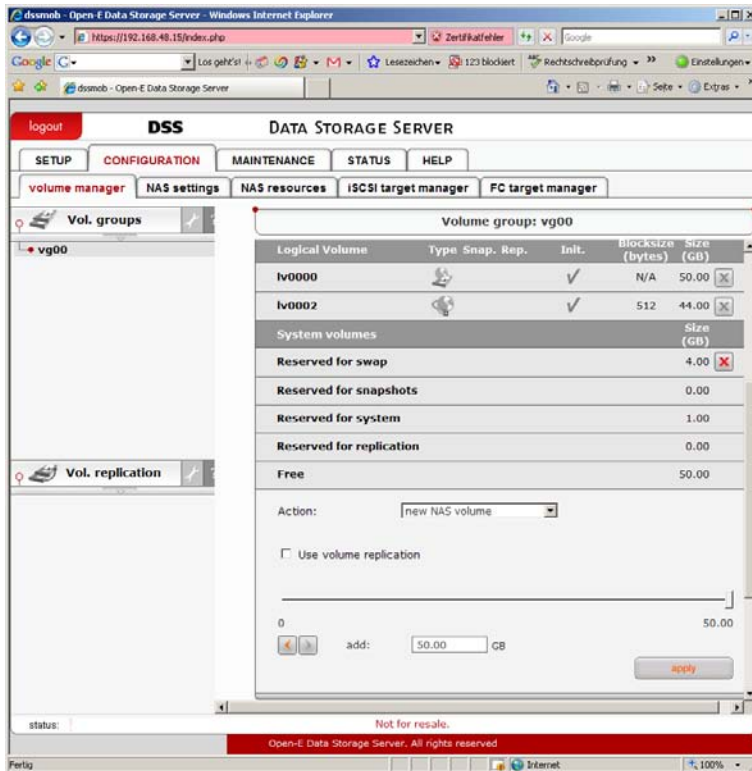 dssmob - Open-E Data Storage Server - Windows Internet Explorer
https://192.168.48.15/index.php
Zertifikatfehler
Google
Google
Los geht's!
Lesezeichen
123 blockiert
Rechtschreibprüfung
Einstellungen
dssmob - Open-E Data Storage Server
Seite
Extras
logout
DSS
DATA STORAGE SERVER
SETUP
CONFIGURATION
MAINTENANCE
STATUS
HELP
volume manager
NAS settings
NAS resources
iSCSI target manager
FC target manager
Vol. groups
vg00
Vol. replication
Volume group: vg00
Logical Volume Type Snap. Rep. Init. Blocksize (bytes) Size (GB)
lv0000 N/A 50.00
lv0002 512 44.00
System volumes Size (GB)
Reserved for swap 4.00
Reserved for snapshots 0.00
Reserved for system 1.00
Reserved for replication 0.00
Free 50.00
Action: new NAS volume
Use volume replication
0 50.00
add: 50.00 GB
apply
status:
Not for resale.
Open-E Data Storage Server. All rights reserved
Fertig
Internet
100%